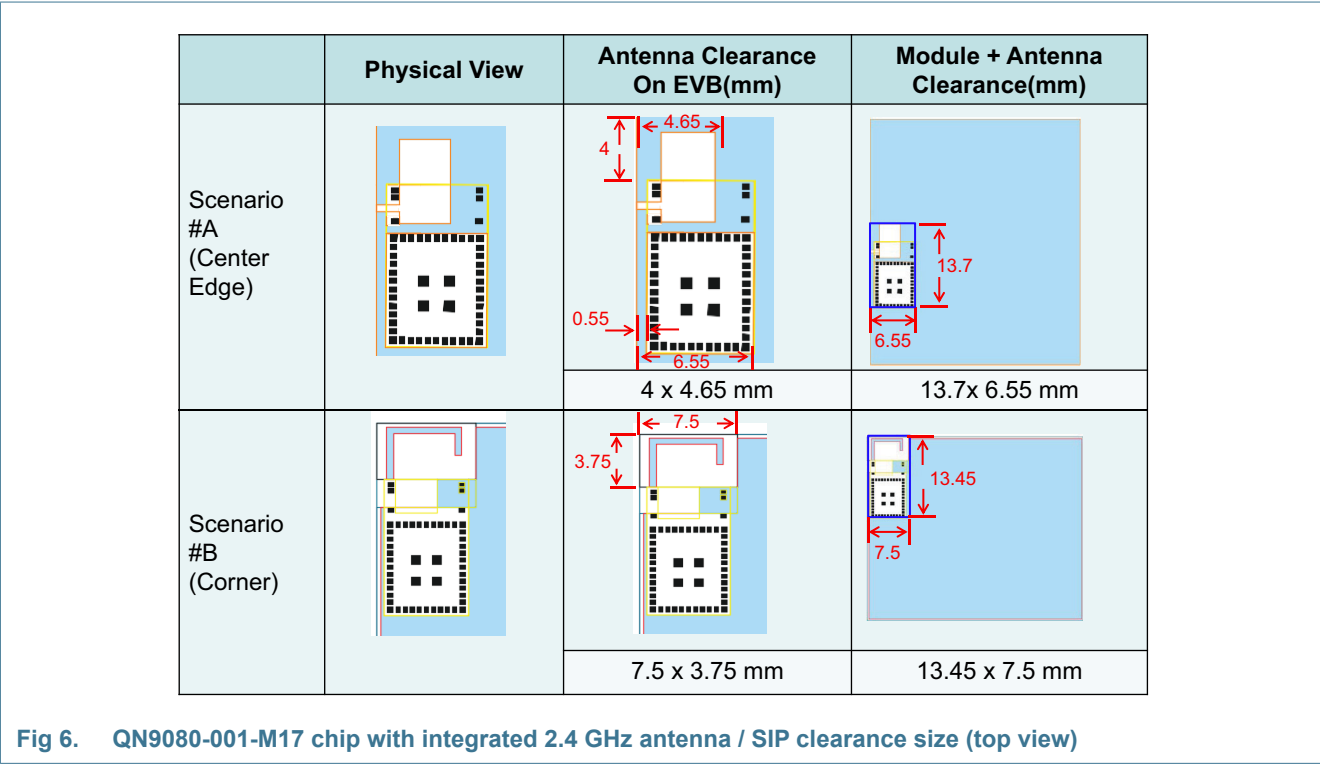 Physical View
Antenna Clearance
On EVB(mm)
Module + Antenna
Clearance(mm)
Scenario
#A
(Center
Edge)
4.65
4
0.55
6.55
13.7
6.55
4 x 4.65 mm
13.7x 6.55 mm
Scenario
#B
(Corner)
7.5
3.75
13.45
7.5
7.5 x 3.75 mm
13.45 x 7.5 mm
Fig 6. QN9080-001-M17 chip with integrated 2.4 GHz antenna / SIP clearance size (top view)